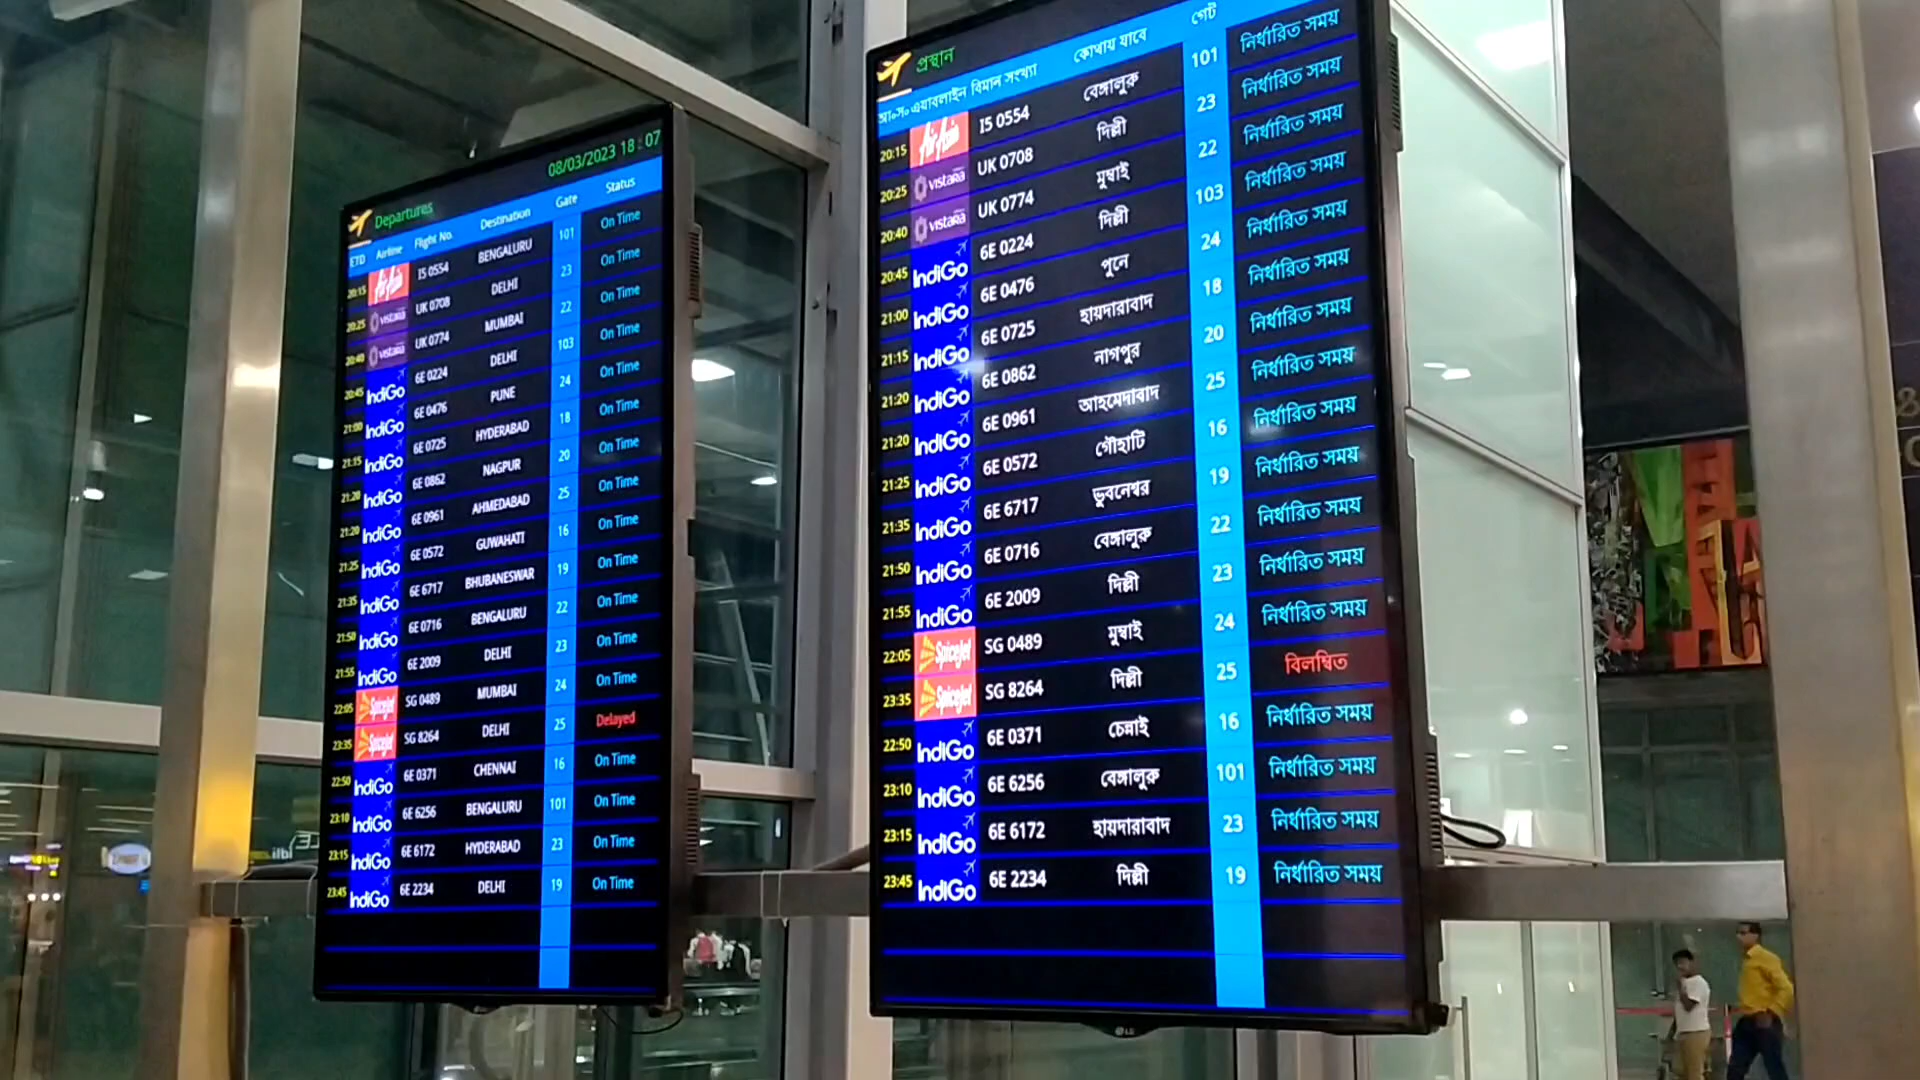 Departures 08/03/2023 18:07
ETD Airline Flight No. Destination Gate Status
20:15 AirAsia I5 0554 BENGALURU 101 On Time
20:25 VISTARA UK 0708 DELHI 23 On Time
20:40 VISTARA UK 0774 MUMBAI 22 On Time
20:45 IndiGo 6E 0224 DELHI 103 On Time
21:00 IndiGo 6E 0476 PUNE 24 On Time
21:15 IndiGo 6E 0725 HYDERABAD 18 On Time
21:20 IndiGo 6E 0862 NAGPUR 20 On Time
21:20 IndiGo 6E 0961 AHMEDABAD 25 On Time
21:25 IndiGo 6E 0572 GUWAHATI 16 On Time
21:35 IndiGo 6E 6717 BHUBANESWAR 19 On Time
21:50 IndiGo 6E 0716 BENGALURU 22 On Time
21:55 IndiGo 6E 2009 DELHI 23 On Time
22:05 SpiceJet SG 0489 MUMBAI 24 On Time
23:35 SpiceJet SG 8264 DELHI 25 Delayed
22:50 IndiGo 6E 0371 CHENNAI 16 On Time
23:10 IndiGo 6E 6256 BENGALURU 101 On Time
23:15 IndiGo 6E 6172 HYDERABAD 23 On Time
23:45 IndiGo 6E 2234 DELHI 19 On Time
প্রস্থান
আ০স০ এয়ারলাইন বিমান সংখ্যা কোথায় যাবে গেট
20:15 AirAsia I5 0554 বেঙ্গালুরু 101 নির্ধারিত সময়
20:25 VISTARA UK 0708 দিল্লী 23 নির্ধারিত সময়
20:40 VISTARA UK 0774 মুম্বাই 22 নির্ধারিত সময়
20:45 IndiGo 6E 0224 দিল্লী 103 নির্ধারিত সময়
21:00 IndiGo 6E 0476 পুনে 24 নির্ধারিত সময়
21:15 IndiGo 6E 0725 হায়দারাবাদ 18 নির্ধারিত সময়
21:20 IndiGo 6E 0862 নাগপুর 20 নির্ধারিত সময়
21:20 IndiGo 6E 0961 আহমেদাবাদ 25 নির্ধারিত সময়
21:25 IndiGo 6E 0572 গৌহাটি 16 নির্ধারিত সময়
21:35 IndiGo 6E 6717 ভুবনেশ্বর 19 নির্ধারিত সময়
21:50 IndiGo 6E 0716 বেঙ্গালুরু 22 নির্ধারিত সময়
21:55 IndiGo 6E 2009 দিল্লী 23 নির্ধারিত সময়
22:05 SpiceJet SG 0489 মুম্বাই 24 নির্ধারিত সময়
23:35 SpiceJet SG 8264 দিল্লী 25 বিলম্বিত
22:50 IndiGo 6E 0371 চেন্নাই 16 নির্ধারিত সময়
23:10 IndiGo 6E 6256 বেঙ্গালুরু 101 নির্ধারিত সময়
23:15 IndiGo 6E 6172 হায়দারাবাদ 23 নির্ধারিত সময়
23:45 IndiGo 6E 2234 দিল্লী 19 নির্ধারিত সময়
LG